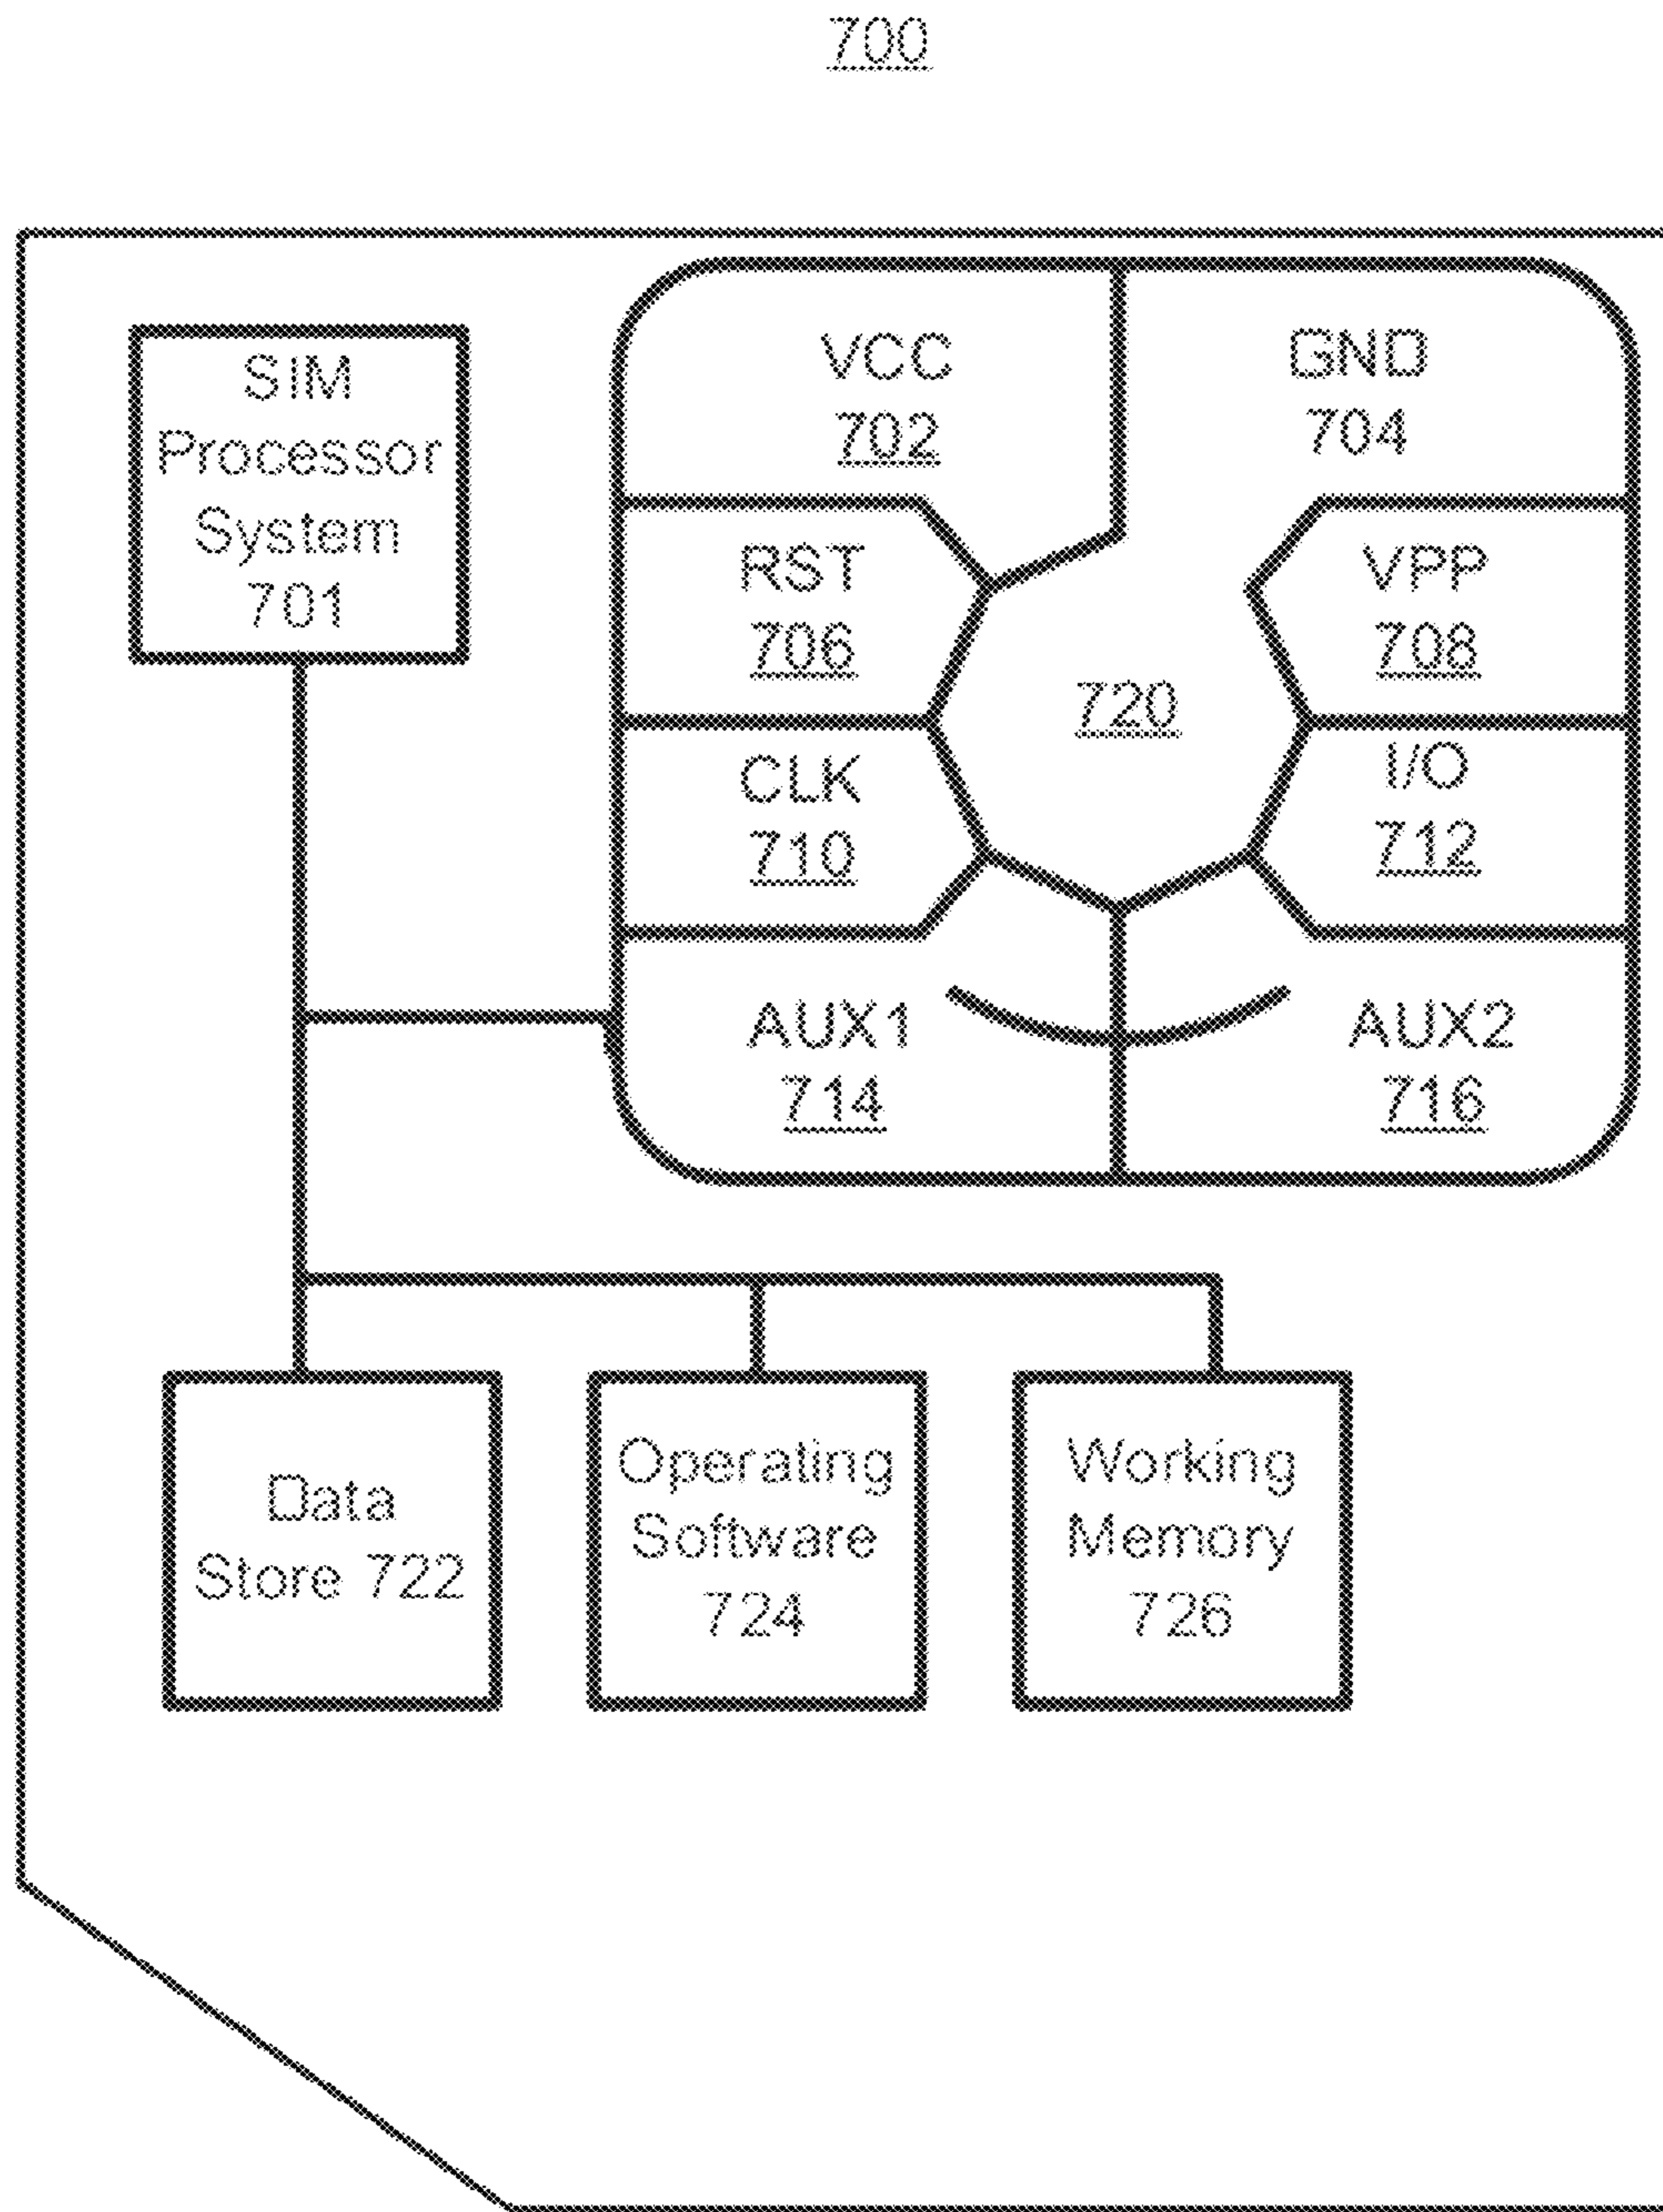 700
SIM
Processor
System
701
VCC
702
GND
704
RST
706
VPP
708
720
CLK
710
I/O
712
AUX1
714
AUX2
716
Data
Store 722
Operating
Software
724
Working
Memory
726